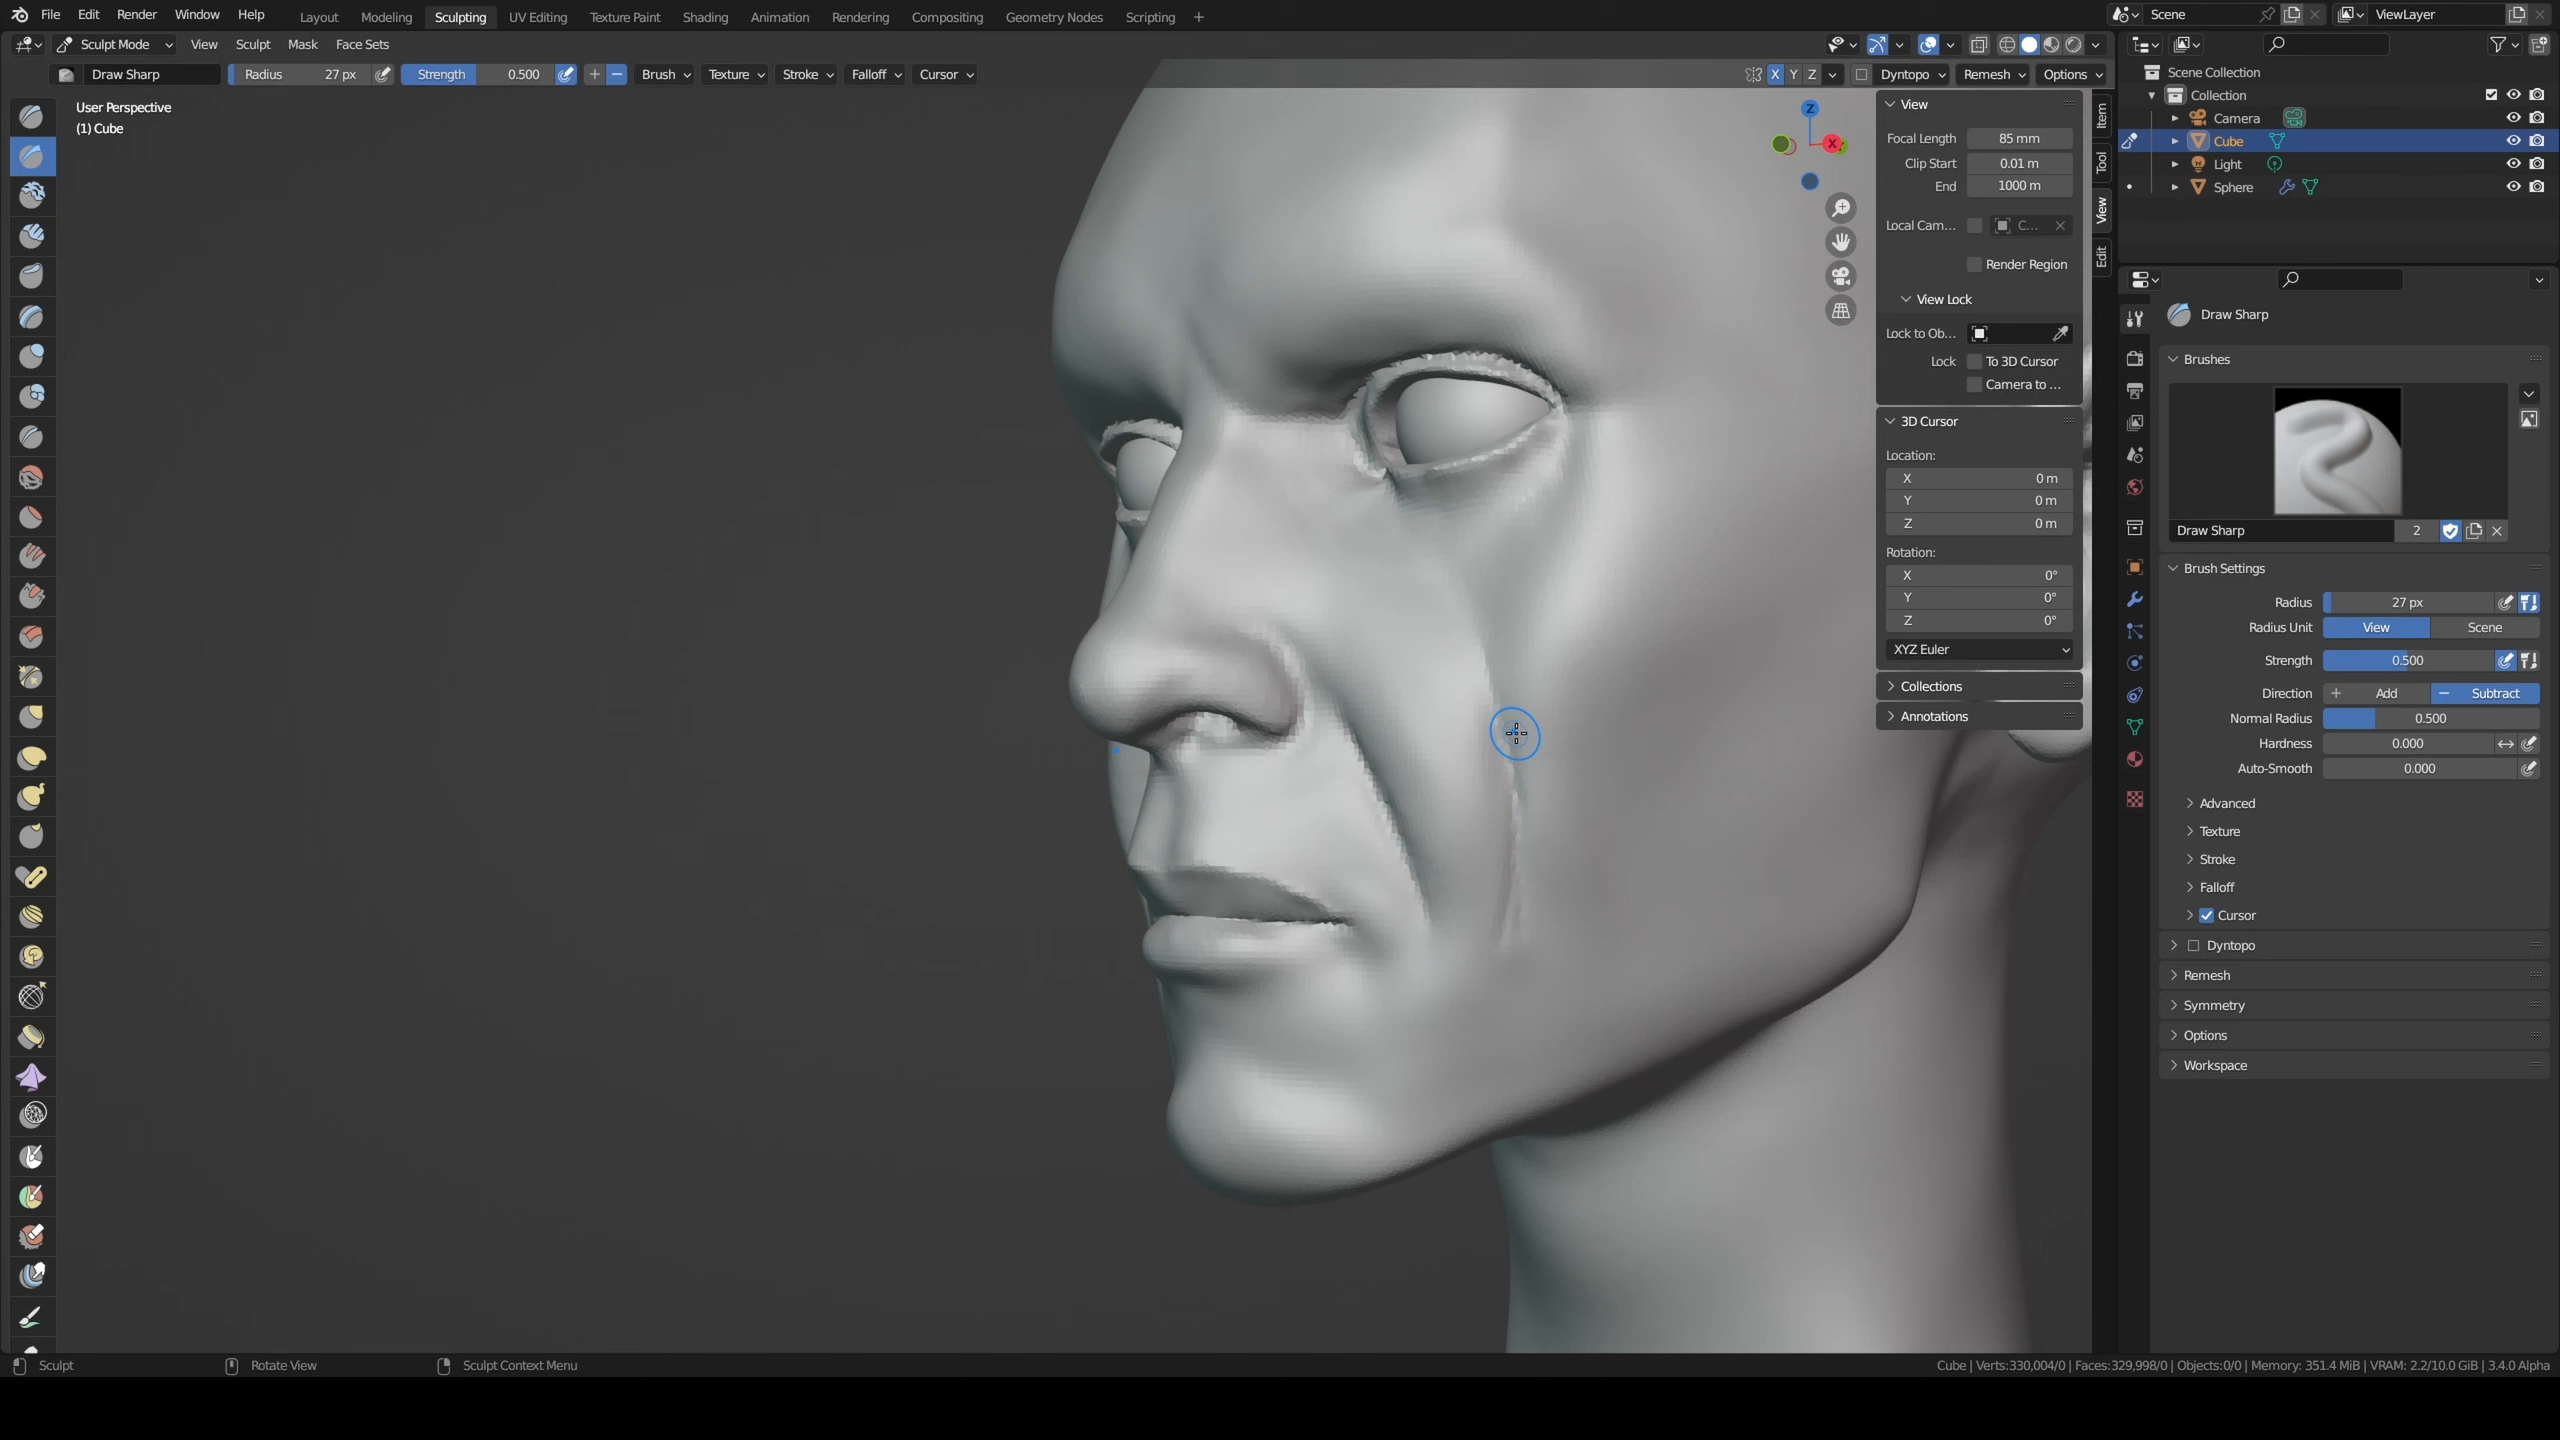 File Edit Render Window Help Layout Modeling Sculpting UV Editing Texture Paint Shading Animation Rendering Compositing Geometry Nodes Scripting + Scene ViewLayer
Sculpt Mode View Sculpt Mask Face Sets
Draw Sharp Radius 27 px Strength 0.500 Brush Texture Stroke Falloff Cursor X Y Z Dyntopo Remesh Options
User Perspective
(1) Cube
Z
X
View
Focal Length 85 mm
Clip Start 0.01 m
End 1000 m
Local Cam... C...
Render Region
View Lock
Lock to Ob...
Lock To 3D Cursor
Camera to ...
3D Cursor
Location:
X 0 m
Y 0 m
Z 0 m
Rotation:
X 0°
Y 0°
Z 0°
XYZ Euler
Collections
Annotations
Item
Tool
View
Edit
Scene Collection
Collection
Camera
Cube
Light
Sphere
Draw Sharp
Brushes
Draw Sharp 2
Brush Settings
Radius 27 px
Radius Unit View Scene
Strength 0.500
Direction + Add − Subtract
Normal Radius 0.500
Hardness 0.000
Auto-Smooth 0.000
Advanced
Texture
Stroke
Falloff
Cursor
Dyntopo
Remesh
Symmetry
Options
Workspace
Sculpt Rotate View Sculpt Context Menu Cube | Verts:330,004/0 | Faces:329,998/0 | Objects:0/0 | Memory: 351.4 MiB | VRAM: 2.2/10.0 GiB | 3.4.0 Alpha